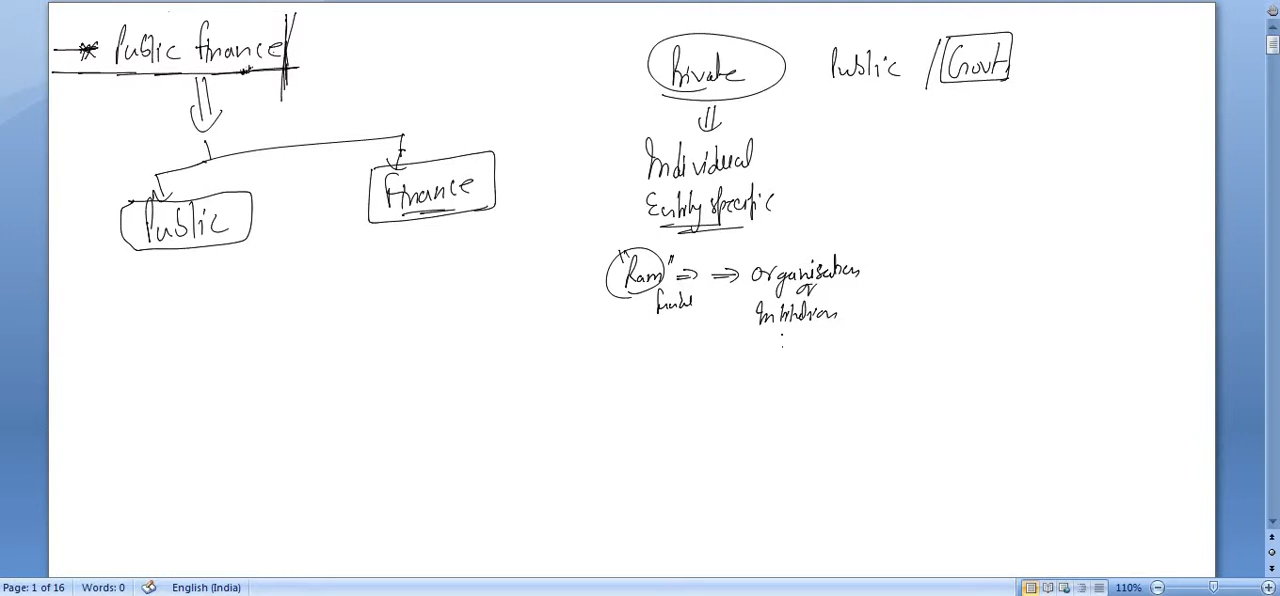 Public finance
Public
Finance
Private
Public / Govt
Individual
Entity specific
"Ram"
organisation
or
Institution
Page: 1 of 16
Words: 0
English (India)
110%